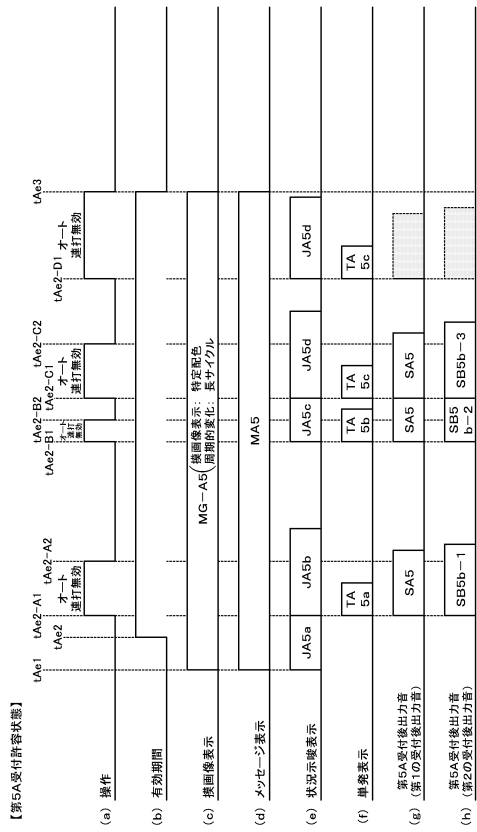 【第5A受付許容状態】
tAe1
tAe2
tAe2-A1
tAe2-A2
tAe2-B1
tAe2-B2
tAe2-C1
tAe2-C2
tAe2-D1
tAe3
(a) 操作
オート
連打無効
オート
連打
無効
オート
連打無効
オート
連打無効
(b) 有効期間
(c) 摸画像表示
MG−A5(摸画像表示：特定配色
周期的変化：長サイクル
(d) メッセージ表示
MA5
(e) 状況示唆表示
JA5a
JA5b
JA5c
JA5d
JA5d
(f) 単発表示
TA
5a
TA
5b
TA
5c
TA
5c
(g) 第5A受付後出力音
(第1の受付後出力音)
SA5
SA5
SA5
(h) 第5A受付後出力音
(第2の受付後出力音)
SB5b−1
SB5
b−2
SB5b−3